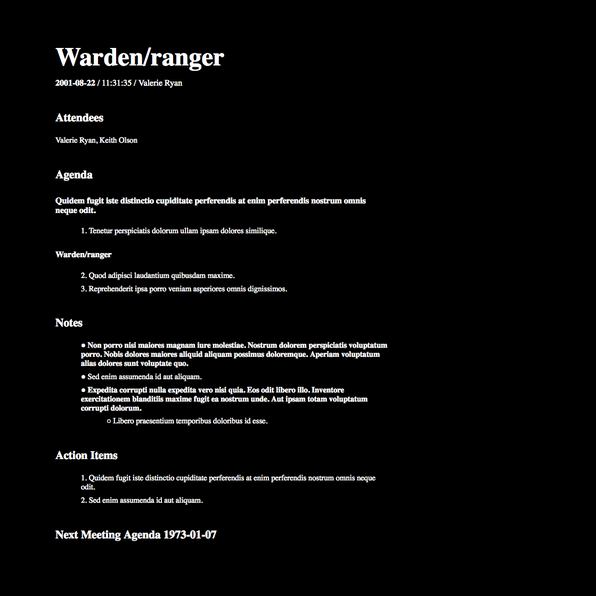 Warden/ranger
2001-08-22 / 11:31:35 / Valerie Ryan
Attendees
Valerie Ryan, Keith Olson
Agenda
Quidem fugit iste distinctio cupiditate perferendis at enim perferendis nostrum omnis
neque odit.
1. Tenetur perspiciatis dolorum ullam ipsam dolores similique.
Warden/ranger
2. Quod adipisci laudantium quibusdam maxime.
3. Reprehenderit ipsa porro veniam asperiores omnis dignissimos.
Notes
● Non porro nisi maiores magnam iure molestiae. Nostrum dolorem perspiciatis voluptatum
porro. Nobis dolores maiores aliquid aliquam possimus doloremque. Aperiam voluptatum
alias dolores sunt voluptate quo.
● Sed enim assumenda id aut aliquam.
● Expedita corrupti nulla expedita vero nisi quia. Eos odit libero illo. Inventore
exercitationem blanditiis maxime fugit ea nostrum unde. Aut ipsam totam voluptatum
corrupti dolorum.
○ Libero praesentium temporibus doloribus id esse.
Action Items
1. Quidem fugit iste distinctio cupiditate perferendis at enim perferendis nostrum omnis neque
odit.
2. Sed enim assumenda id aut aliquam.
Next Meeting Agenda 1973-01-07